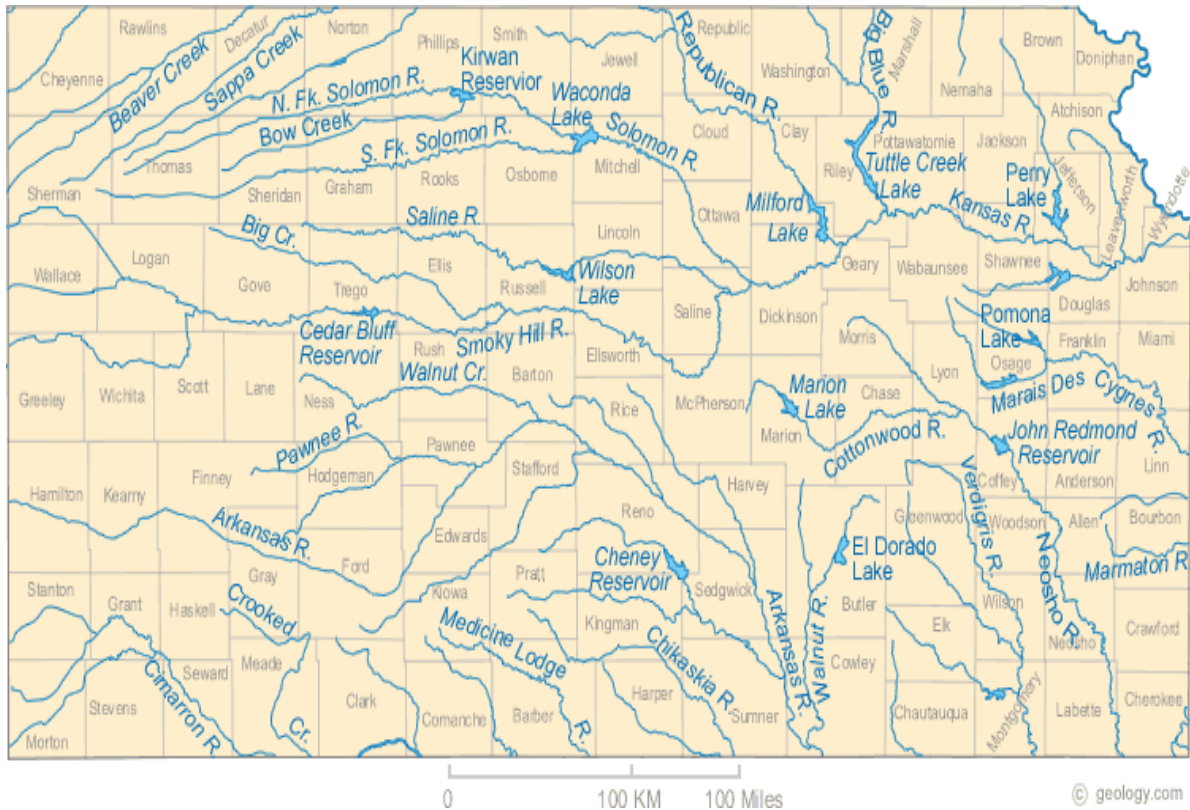 Rawlins
Decatur
Norton
Phillips
Smith
Jewell
Republic
Washington
Marshall
Nemaha
Brown
Doniphan
Cheyenne
Beaver Creek
Sappa Creek
N. Fk. Solomon R.
Bow Creek
Kirwan
Reservior
Waconda
Lake
Solomon R.
S. Fk. Solomon R.
Republican R.
Big Blue R.
Atchison
Cloud
Clay
Riley
Pottawatomie
Jackson
Tuttle Creek
Lake
Perry
Lake
Jefferson
Leavenworth
Wyandotte
Sherman
Thomas
Sheridan
Graham
Rooks
Osborne
Mitchell
Ottawa
Milford
Lake
Kansas R.
Saline R.
Big Cr.
Lincoln
Wallace
Logan
Gove
Trego
Ellis
Russell
Wilson
Lake
Saline
Dickinson
Geary
Wabaunsee
Shawnee
Douglas
Johnson
Cedar Bluff
Reservoir
Smoky Hill R.
Ellsworth
Morris
Pomona
Lake
Osage
Franklin
Miami
Rush
Walnut Cr.
Barton
Greeley
Wichita
Scott
Lane
Ness
Rice
McPherson
Marion
Lake
Marion
Chase
Lyon
Marais Des Cygnes R.
Cottonwood R.
John Redmond
Reservoir
Pawnee R.
Pawnee
Hodgeman
Stafford
Harvey
Coffey
Anderson
Linn
Hamilton
Kearny
Finney
Arkansas R.
Edwards
Reno
Greenwood
Verdigris R.
Woodson
Allen
Bourbon
Gray
Ford
Cheney
Reservoir
Sedgwick
El Dorado
Lake
Neosho R.
Marmaton R
Stanton
Grant
Haskell
Crooked
Cr.
Kiowa
Pratt
Kingman
Arkansas R.
Walnut R.
Butler
Elk
Wilson
Neosho
Crawford
Medicine Lodge
R.
Chikaskia R.
Cimarron R.
Seward
Meade
Stevens
Morton
Clark
Comanche
Barber
Harper
Sumner
Cowley
Chautauqua
Montgomery
Labette
Cherokee
0
100 KM
100 Miles
© geology.com